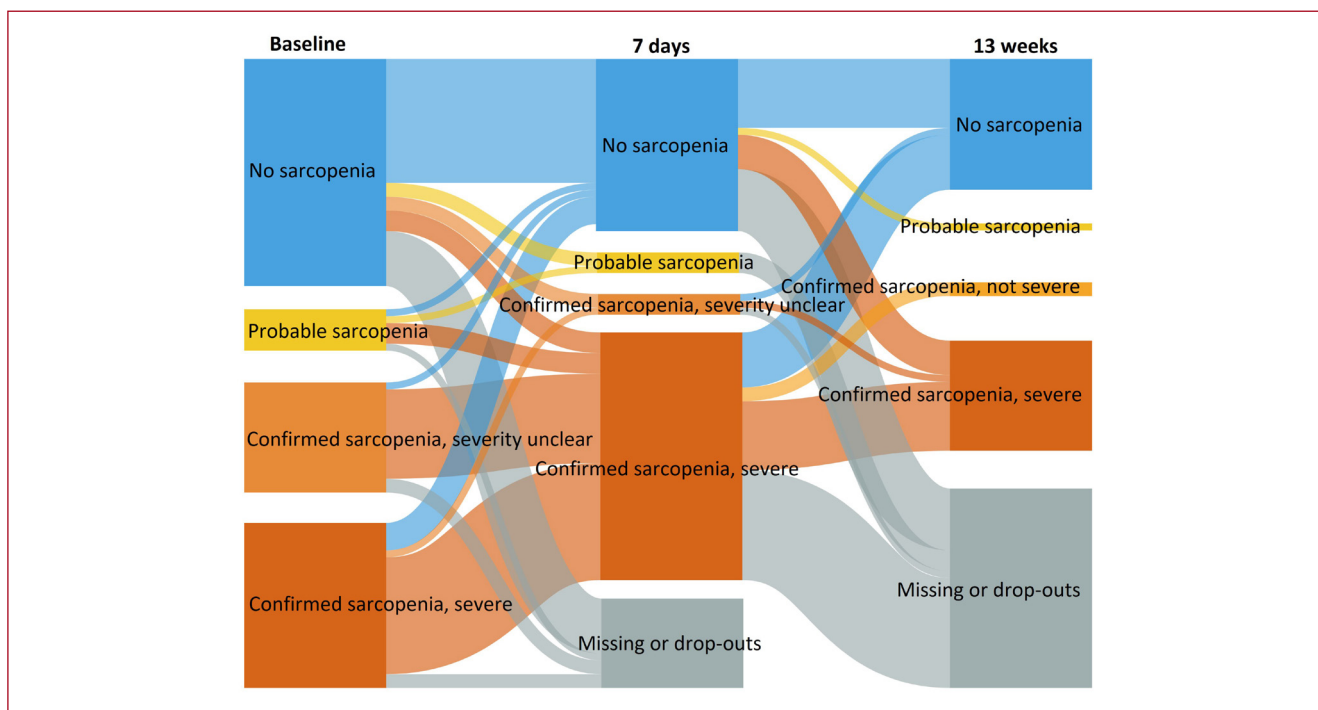 Baseline
7 days
13 weeks
No sarcopenia
Probable sarcopenia
Confirmed sarcopenia, severity unclear
Confirmed sarcopenia, severe
No sarcopenia
Probable sarcopenia
Confirmed sarcopenia, severity unclear
Confirmed sarcopenia, severe
Missing or drop-outs
No sarcopenia
Probable sarcopenia
Confirmed sarcopenia, not severe
Confirmed sarcopenia, severe
Missing or drop-outs